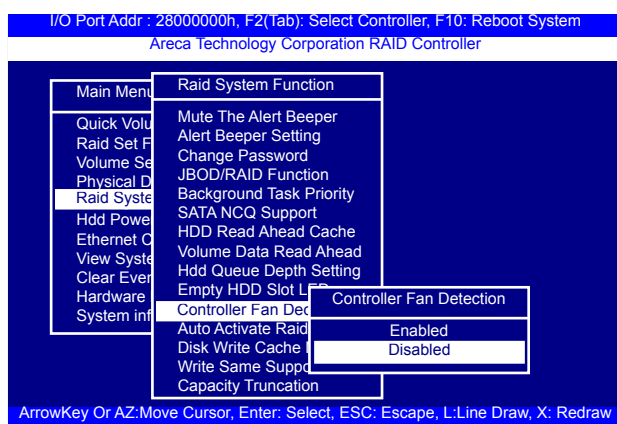 I/O Port Addr : 28000000h, F2(Tab): Select Controller, F10: Reboot System
Areca Technology Corporation RAID Controller
Main Menu
Quick Volu
Raid Set F
Volume Se
Physical D
Raid Syste
Hdd Powe
Ethernet C
View Syste
Clear Even
Hardware
System inf
Raid System Function
Mute The Alert Beeper
Alert Beeper Setting
Change Password
JBOD/RAID Function
Background Task Priority
SATA NCQ Support
HDD Read Ahead Cache
Volume Data Read Ahead
Hdd Queue Depth Setting
Empty HDD Slot LED
Controller Fan Dec
Auto Activate Raid
Disk Write Cache
Write Same Suppo
Capacity Truncation
Controller Fan Detection
Enabled
Disabled
ArrowKey Or AZ:Move Cursor, Enter: Select, ESC: Escape, L:Line Draw, X: Redraw